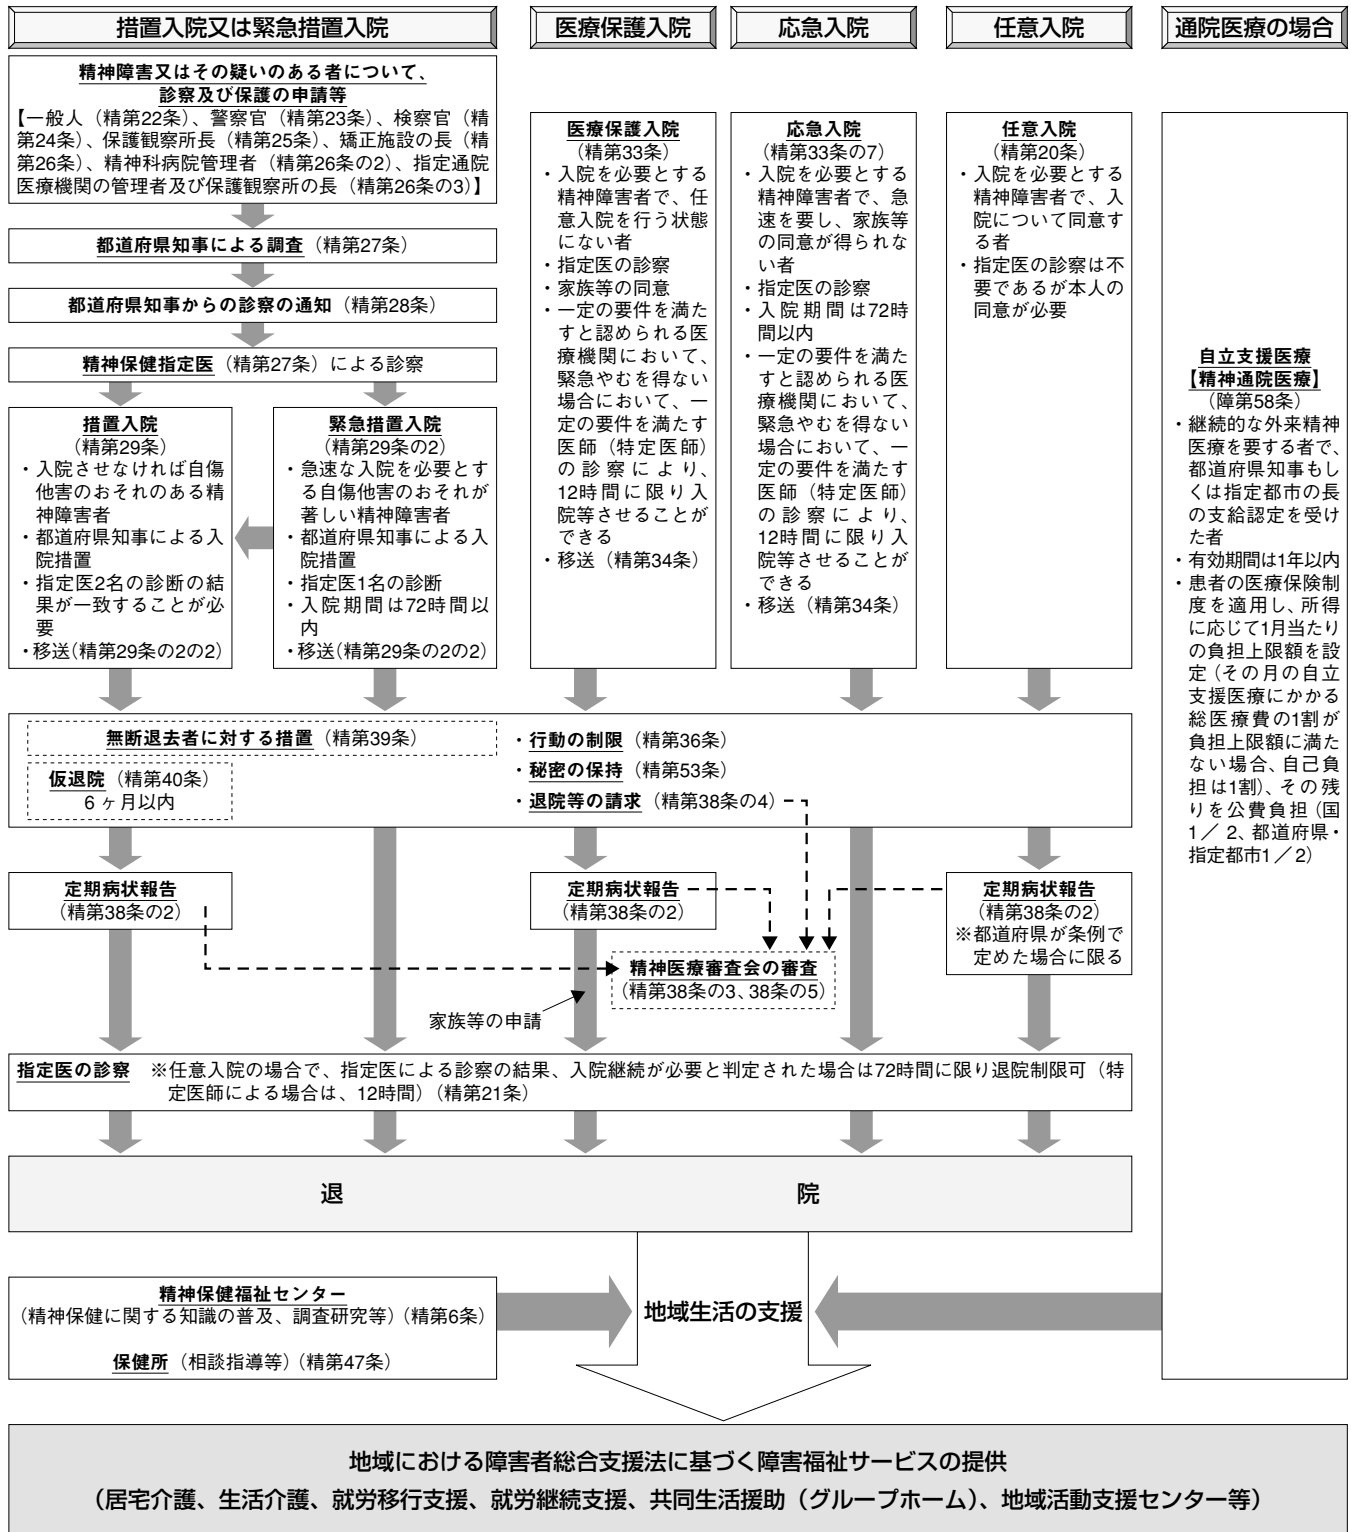 措置入院又は緊急措置入院
医療保護入院
応急入院
任意入院
通院医療の場合
精神障害又はその疑いのある者について、
診察及び保護の申請等
【一般人（精第22条）、警察官（精第23条）、検察官（精
第24条）、保護観察所長（精第25条）、矯正施設の長（精
第26条）、精神科病院管理者（精第26条の2）、指定通院
医療機関の管理者及び保護観察所の長（精第26条の3）】
都道府県知事による調査（精第27条）
都道府県知事からの診察の通知（精第28条）
精神保健指定医（精第27条）による診察
措置入院
（精第29条）
・入院させなければ自傷
他害のおそれのある精
神障害者
・都道府県知事による入
院措置
・指定医2名の診断の結
果が一致することが必
要
・移送（精第29条の2の2）
緊急措置入院
（精第29条の2）
・急速な入院を必要とす
る自傷他害のおそれが
著しい精神障害者
・都道府県知事による入
院措置
・指定医1名の診断
・入院期間は72時間以
内
・移送（精第29条の2の2）
医療保護入院
（精第33条）
・入院を必要とする
精神障害者で、任
意入院を行う状態
にない者
・指定医の診察
・家族等の同意
・一定の要件を満た
すと認められる医
療機関において、
緊急やむを得ない
場合において、一
定の要件を満たす
医師（特定医師）
の診察により、
12時間に限り入
院等させることが
できる
・移送（精第34条）
応急入院
（精第33条の7）
・入院を必要とする
精神障害者で、急
速を要し、家族等
の同意が得られな
い者
・指定医の診察
・入院期間は72時
間以内
・一定の要件を満た
すと認められる医
療機関において、
緊急やむを得ない
場合において、一
定の要件を満たす
医師（特定医師）
の診察により、
12時間に限り入
院等させることが
できる
・移送（精第34条）
任意入院
（精第20条）
・入院を必要とする
精神障害者で、入
院について同意す
る者
・指定医の診察は不
要であるが本人の
同意が必要
自立支援医療
【精神通院医療】
（障第58条）
・継続的な外来精神
医療を要する者で、
都道府県知事もし
くは指定都市の長
の支給認定を受け
た者
・有効期間は1年以内
・患者の医療保険制
度を適用し、所得
に応じて1月当たり
の負担上限額を設
定（その月の自立
支援医療にかかる
総医療費の1割が
負担上限額に満た
ない場合、自己負
担は1割）、その残
りを公費負担（国
1／2、都道府県・
指定都市1／2）
無断退去者に対する措置（精第39条）
仮退院（精第40条）
6ヶ月以内
・行動の制限（精第36条）
・秘密の保持（精第53条）
・退院等の請求（精第38条の4）
定期病状報告
（精第38条の2）
定期病状報告
（精第38条の2）
定期病状報告
（精第38条の2）
※都道府県が条例で
定めた場合に限る
精神医療審査会の審査
（精第38条の3、38条の5）
家族等の申請
指定医の診察　※任意入院の場合で、指定医による診察の結果、入院継続が必要と判定された場合は72時間に限り退院制限可（特
定医師による場合は、12時間）（精第21条）
退　院
精神保健福祉センター
（精神保健に関する知識の普及、調査研究等）（精第6条）
保健所（相談指導等）（精第47条）
地域生活の支援
地域における障害者総合支援法に基づく障害福祉サービスの提供
（居宅介護、生活介護、就労移行支援、就労継続支援、共同生活援助（グループホーム）、地域活動支援センター等）